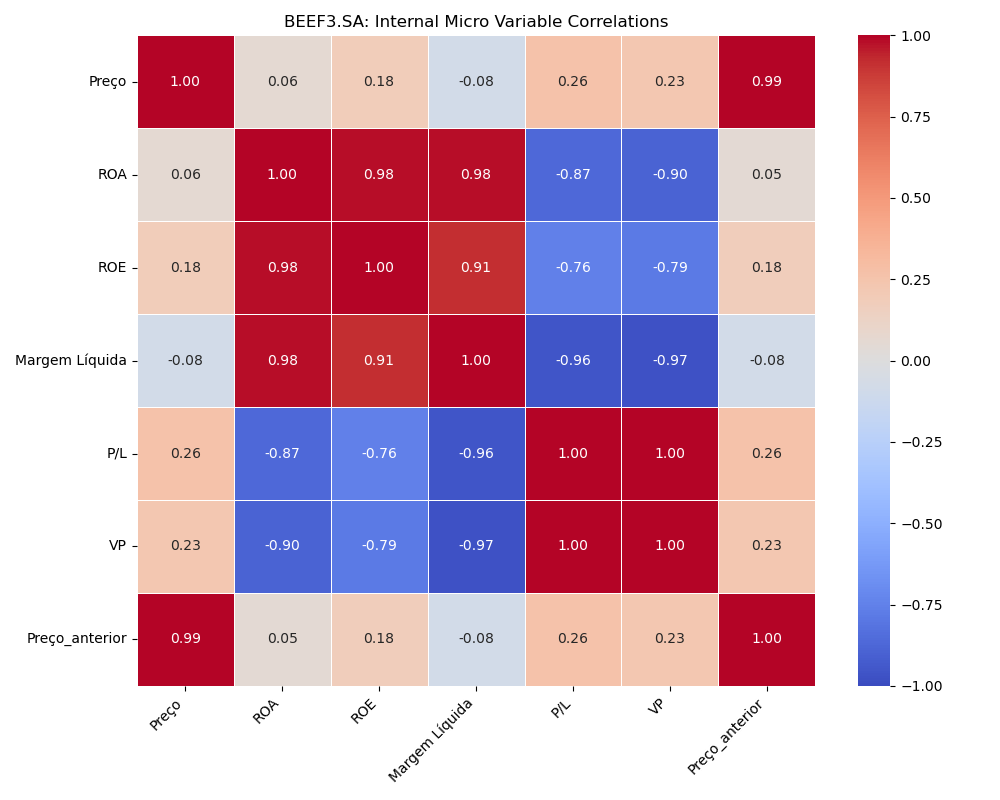 BEEF3.SA: Internal Micro Variable Correlations
Preço 1.00 0.06 0.18 -0.08 0.26 0.23 0.99
ROA 0.06 1.00 0.98 0.98 -0.87 -0.90 0.05
ROE 0.18 0.98 1.00 0.91 -0.76 -0.79 0.18
Margem Líquida -0.08 0.98 0.91 1.00 -0.96 -0.97 -0.08
P/L 0.26 -0.87 -0.76 -0.96 1.00 1.00 0.26
VP 0.23 -0.90 -0.79 -0.97 1.00 1.00 0.23
Preço_anterior 0.99 0.05 0.18 -0.08 0.26 0.23 1.00
Preço ROA ROE Margem Líquida P/L VP Preço_anterior
1.00
0.75
0.50
0.25
0.00
−0.25
−0.50
−0.75
−1.00